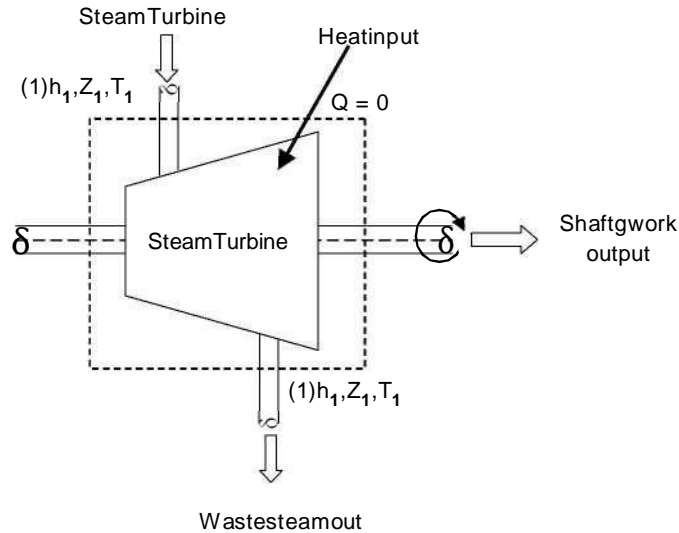 SteamTurbine
Heatinput
(1)h₁,Z₁,T₁
Q = 0
δ
SteamTurbine
δ
Shaftgwork
output
(1)h₁,Z₁,T₁
Wastesteamout